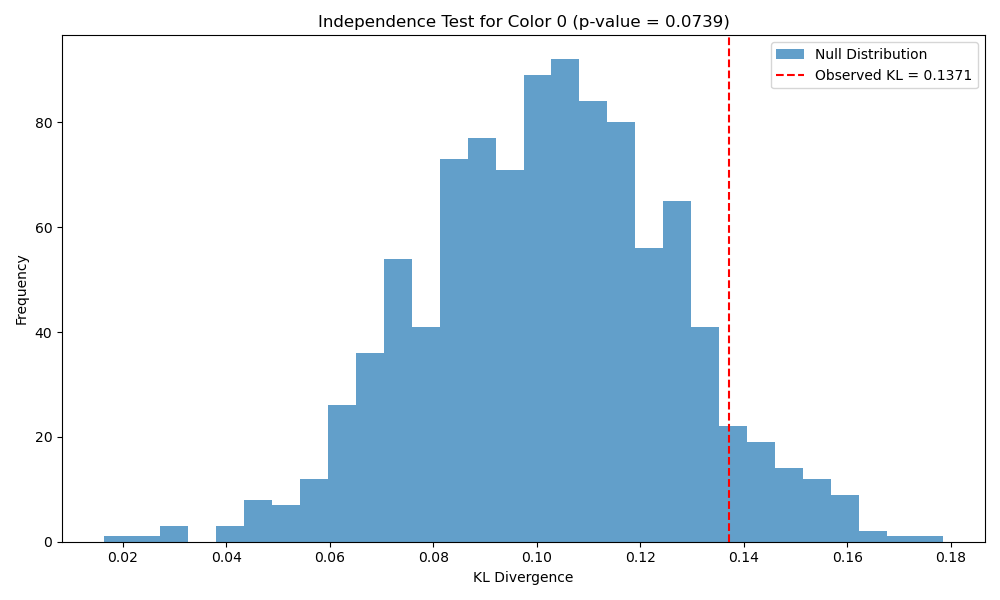 Independence Test for Color 0 (p-value = 0.0739)
Null Distribution
Observed KL = 0.1371
Frequency
80
60
40
20
0
0.02 0.04 0.06 0.08 0.10 0.12 0.14 0.16 0.18
KL Divergence